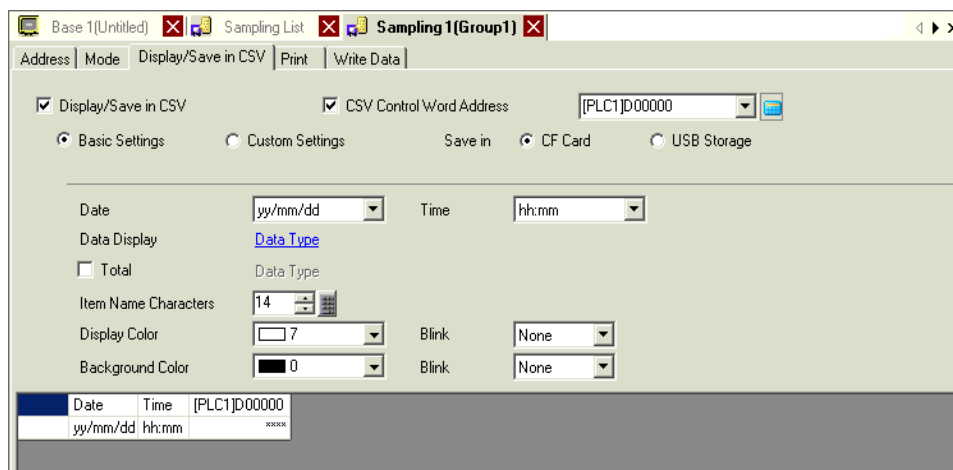 Base 1(Untitled) Sampling List Sampling 1(Group1)
Address Mode Display/Save in CSV Print Write Data
Display/Save in CSV CSV Control Word Address [PLC1]D00000
Basic Settings Custom Settings Save in CF Card USB Storage
Date yy/mm/dd Time hh:mm
Data Display Data Type
Total Data Type
Item Name Characters 14
Display Color 7 Blink None
Background Color 0 Blink None
Date Time [PLC1]D00000
yy/mm/dd hh:mm ****